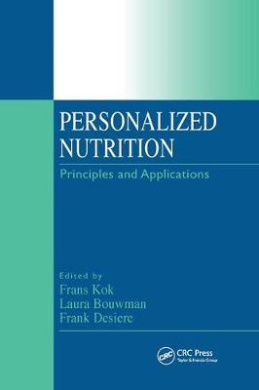 PERSONALIZED
NUTRITION
Principles and Applications
Edited by
Frans Kok
Laura Bouwman
Frank Desiere
CRC Press
Taylor & Francis Group